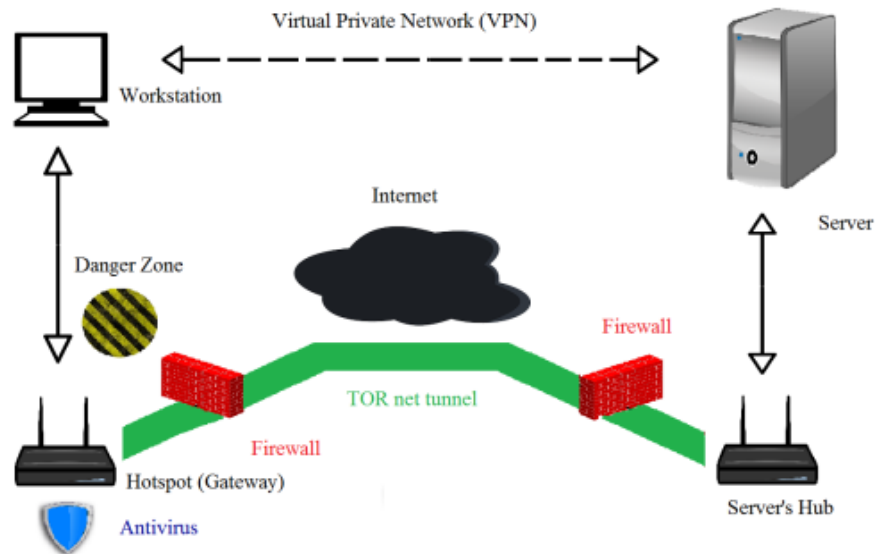 Virtual Private Network (VPN)
Workstation
Internet
Server
Danger Zone
Firewall
TOR net tunnel
Firewall
Hotspot (Gateway)
Server's Hub
Antivirus